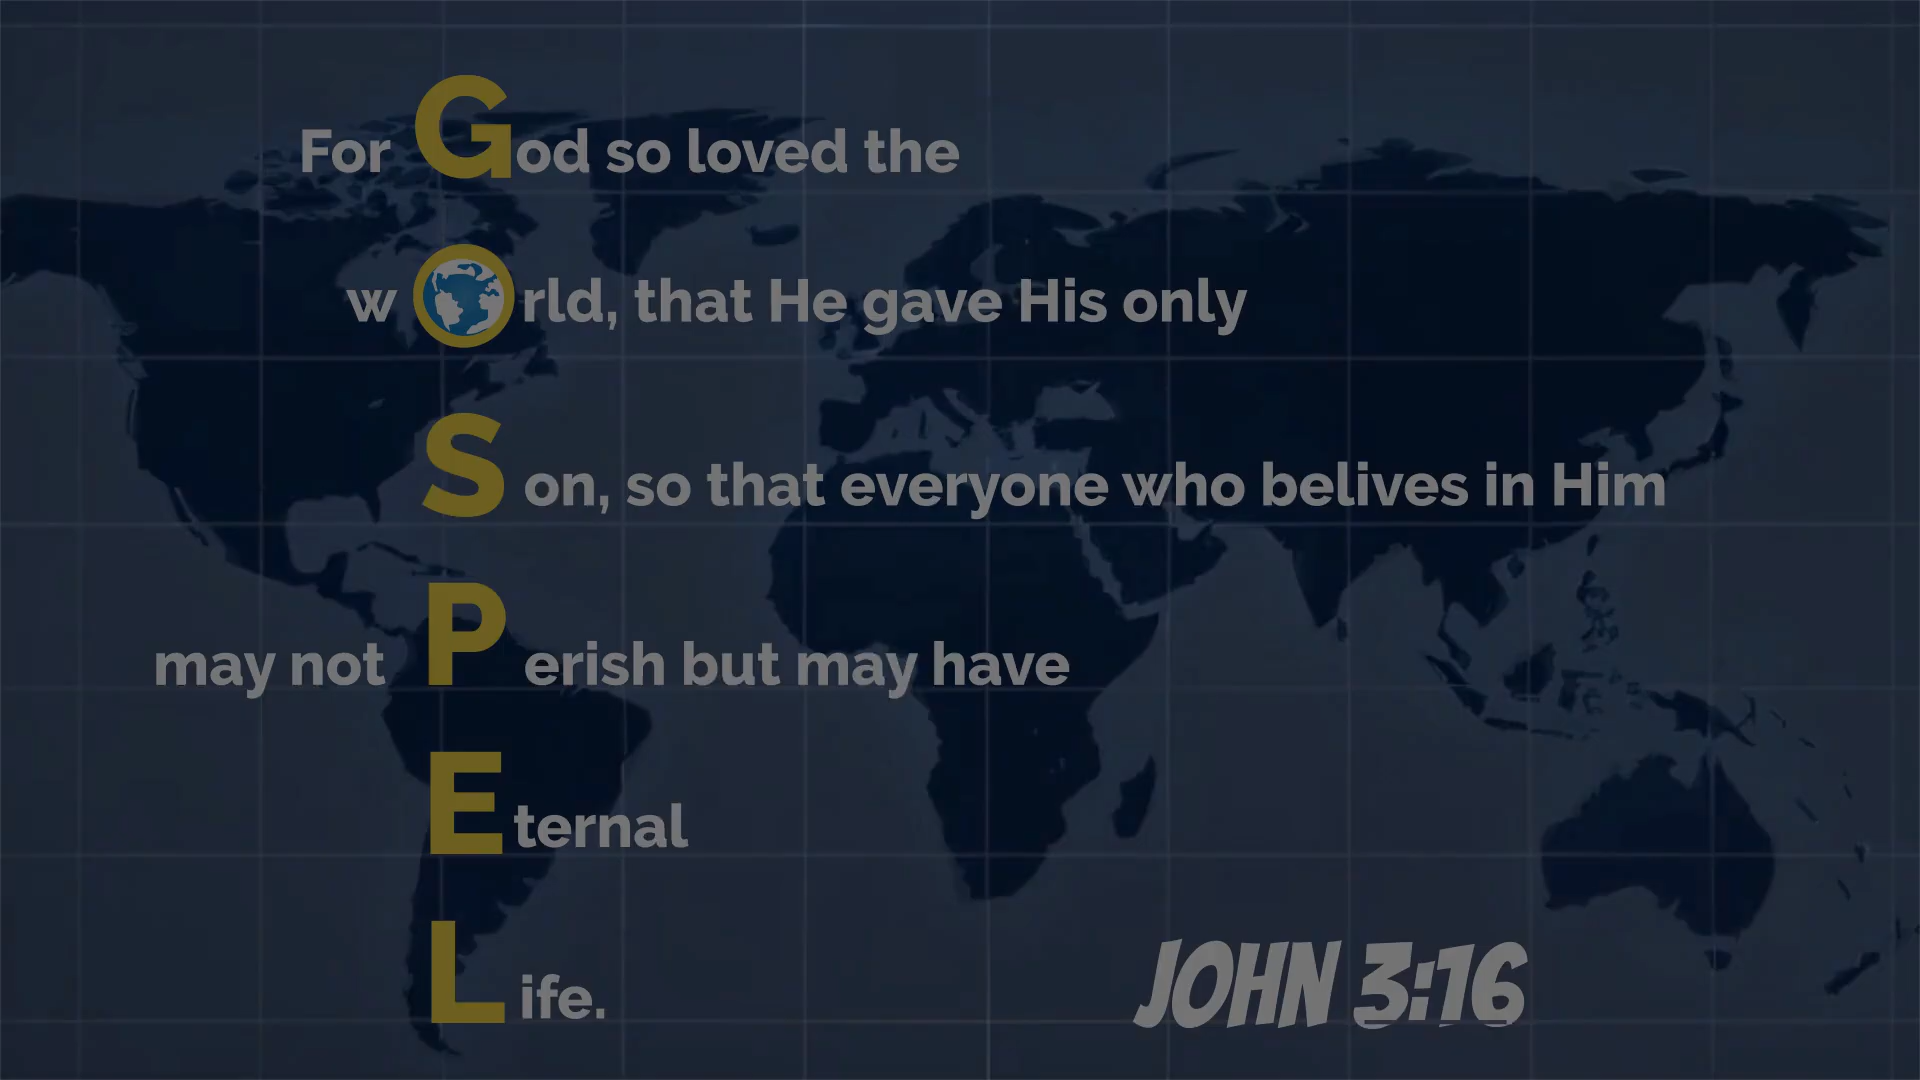 For God so loved the
wOrld, that He gave His only
Son, so that everyone who belives in Him
may not Perish but may have
Eternal
Life.
JOHN 3:16